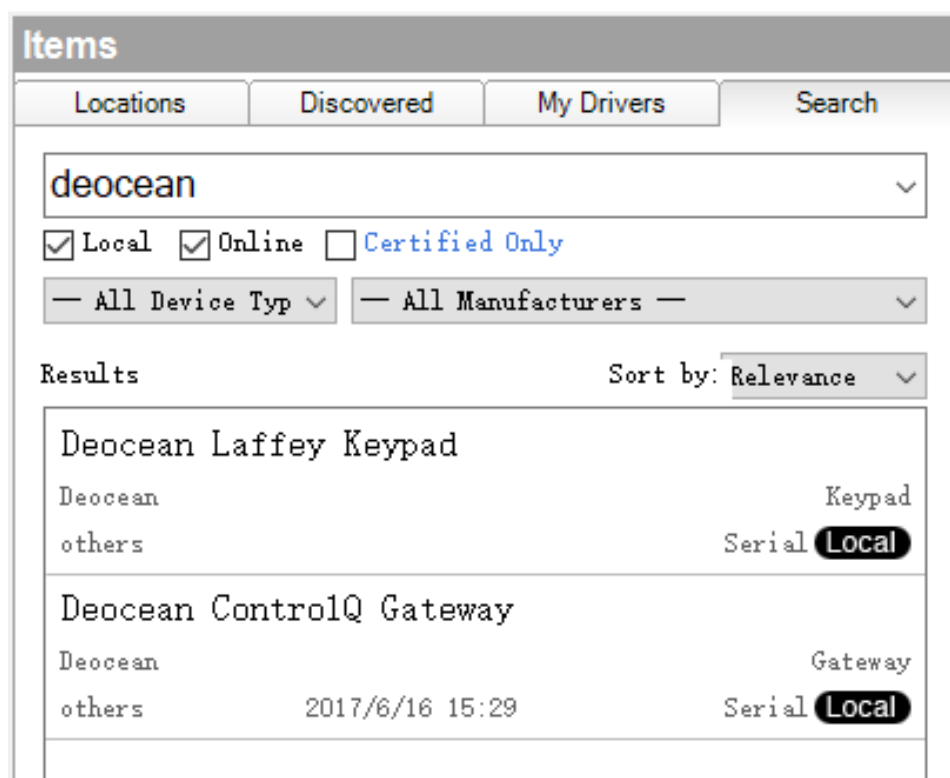 Items
Locations Discovered My Drivers Search
deocean
Local Online Certified Only
— All Device Typ — All Manufacturers —
Results Sort by: Relevance
Deocean Laffey Keypad
Deocean Keypad
others Serial Local
Deocean ControlQ Gateway
Deocean Gateway
others 2017/6/16 15:29 Serial Local